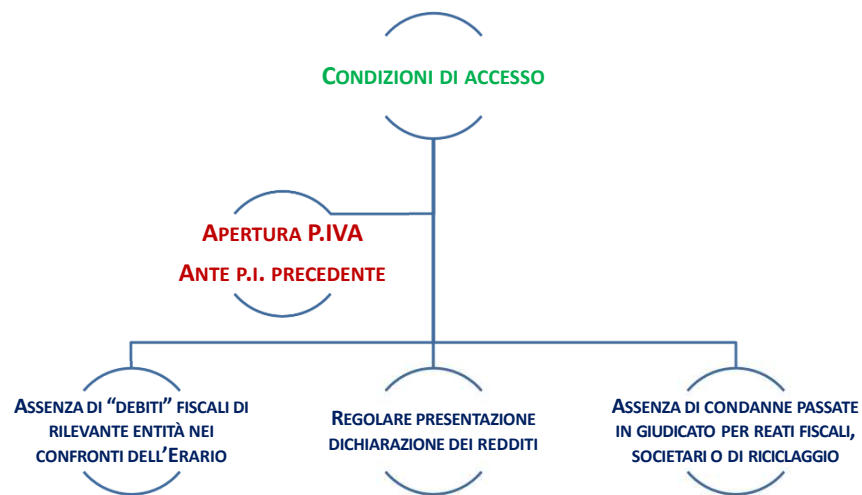 CONDIZIONI DI ACCESSO
APERTURA P.IVA
ANTE P.I. PRECEDENTE
ASSENZA DI “DEBITI” FISCALI DI
RILEVANTE ENTITÀ NEI
CONFRONTI DELL’ERARIO
REGOLARE PRESENTAZIONE
DICHIARAZIONE DEI REDDITI
ASSENZA DI CONDANNE PASSATE
IN GIUDICATO PER REATI FISCALI,
SOCIETARI O DI RICICLAGGIO